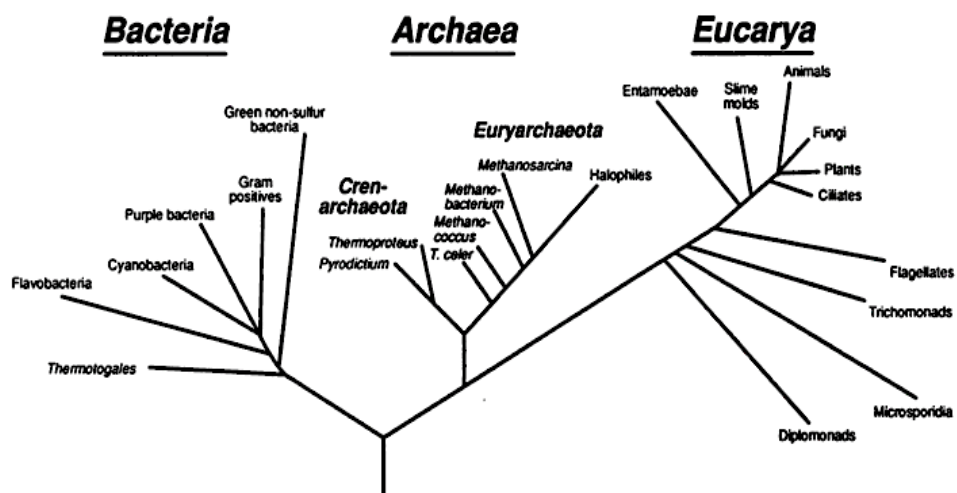 Bacteria
Archaea
Eucarya
Green non-sulfur
bacteria
Gram
positives
Purple bacteria
Cyanobacteria
Flavobacteria
Thermotogales
Cren-
archaeota
Thermoproteus
Pyrodictium
Euryarchaeota
Methanosarcina
Methano-
bacterium
Methano-
coccus
T. celer
Halophiles
Entamoebae
Slime
molds
Animals
Fungi
Plants
Ciliates
Flagellates
Trichomonads
Microsporidia
Diplomonads